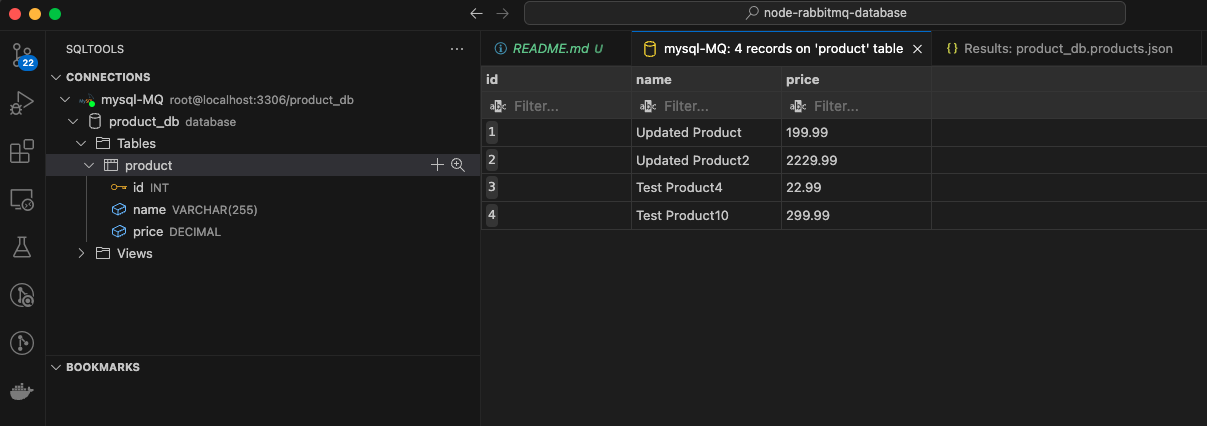 node-rabbitmq-database
22
SQLTOOLS
CONNECTIONS
mysql-MQ root@localhost:3306/product_db
product_db database
Tables
product
id INT
name VARCHAR(255)
price DECIMAL
Views
BOOKMARKS
README.md U
mysql-MQ: 4 records on 'product' table
Results: product_db.products.json
id name price
abc Filter... abc Filter... abc Filter...
1 Updated Product 199.99
2 Updated Product2 2229.99
3 Test Product4 22.99
4 Test Product10 299.99